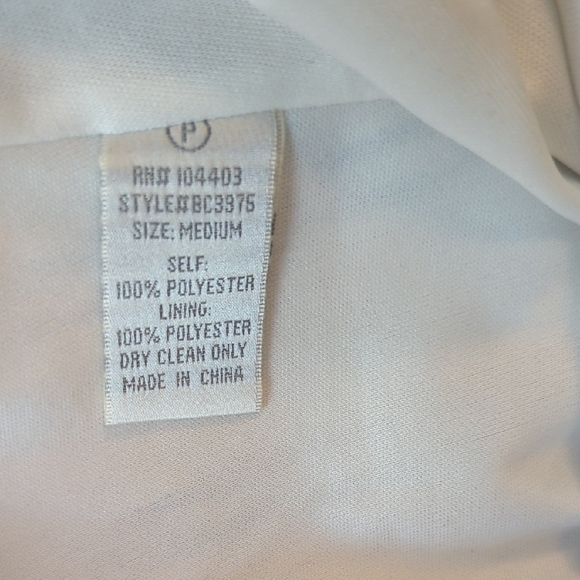 P
RN# 104403
STYLE#BC3975
SIZE: MEDIUM
SELF:
100% POLYESTER
LINING:
100% POLYESTER
DRY CLEAN ONLY
MADE IN CHINA